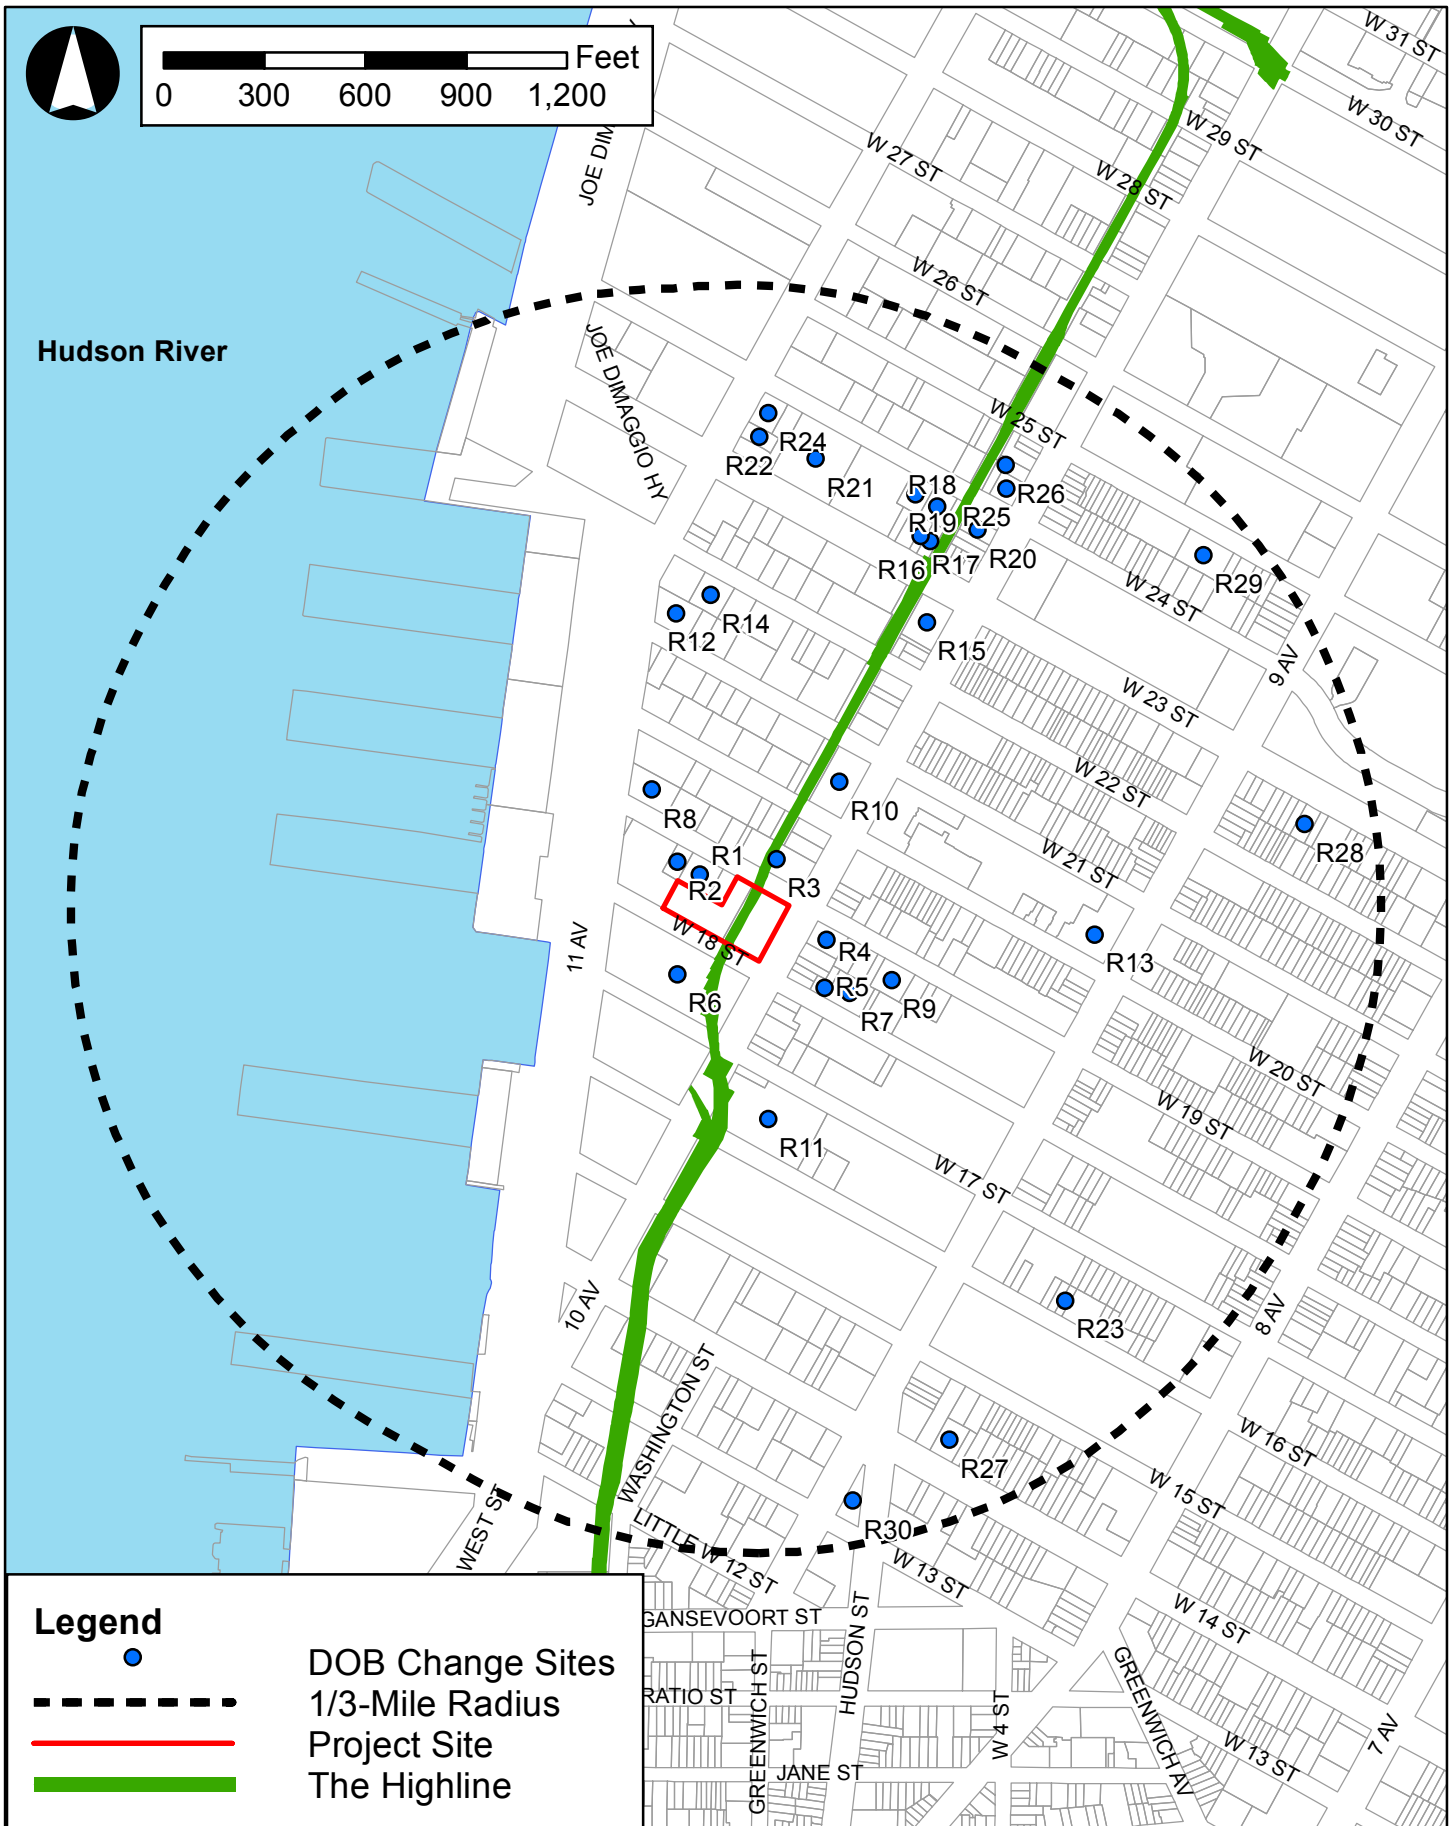 Feet
0 300 600 900 1,200
W 31 ST
W 30 ST
W 29 ST
W 28 ST
W 27 ST
W 26 ST
Hudson River
JOE DIMAGGIO HY
W 25 ST
R24
R22
R21
R18
R26
R19
R25
R16
R17
R20
R29
W 24 ST
R14
R12
R15
9 AV
W 23 ST
W 22 ST
R10
R8
R28
R1
W 21 ST
R3
R2
W 18 ST
11 AV
R4
R13
R6
R5
R9
R7
W 20 ST
W 19 ST
R11
W 17 ST
10 AV
R23
8 AV
WASHINGTON ST
W 16 ST
R27
W 15 ST
WEST ST
R30
LITTLE W 12 ST
W 13 ST
GANSEVOORT ST
HUDSON ST
W 14 ST
GREENWICH ST
RATIO ST
W 4 ST
GREENWICH AV
7 AV
W 13 ST
JANE ST
Legend
DOB Change Sites
1/3-Mile Radius
Project Site
The Highline